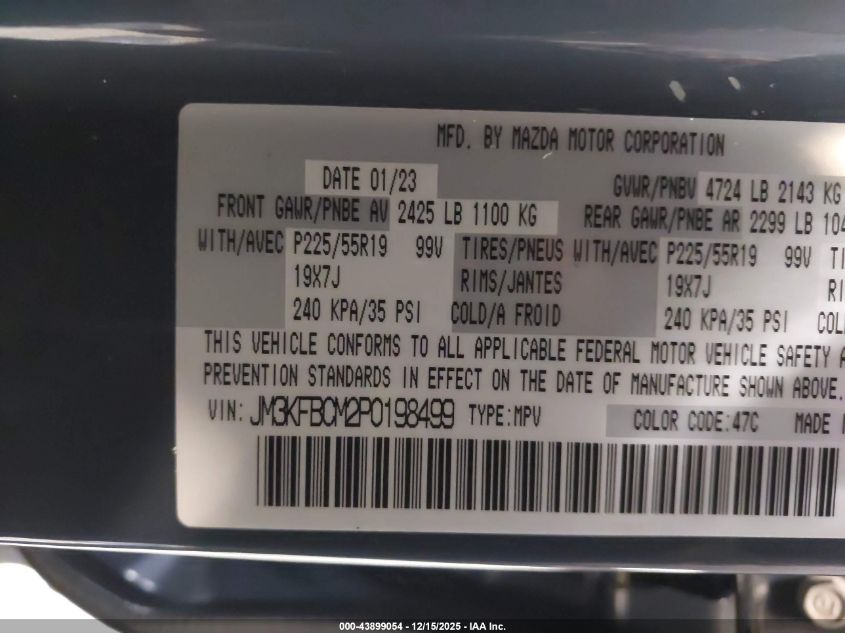 MFD. BY MAZDA MOTOR CORPORATION
DATE 01/23 GVWR/PNBV 4724 LB 2143 KG
FRONT GAWR/PNBE AV 2425 LB 1100 KG REAR GAWR/PNBE AR 2299 LB 104
WITH/AVEC P225/55R19 99V TIRES/PNEUS WITH/AVEC P225/55R19 99V TI
19X7J RIMS/JANTES 19X7J RI
240 KPA/35 PSI COLD/A FROID 240 KPA/35 PSI COL
THIS VEHICLE CONFORMS TO ALL APPLICABLE FEDERAL MOTOR VEHICLE SAFETY A
PREVENTION STANDARDS IN EFFECT ON THE DATE OF MANUFACTURE SHOWN ABOVE.
VIN: JM3KFBCM2P0198499 TYPE:MPV COLOR CODE:47C MADE
000-43899054 - 12/15/2025 - IAA Inc.